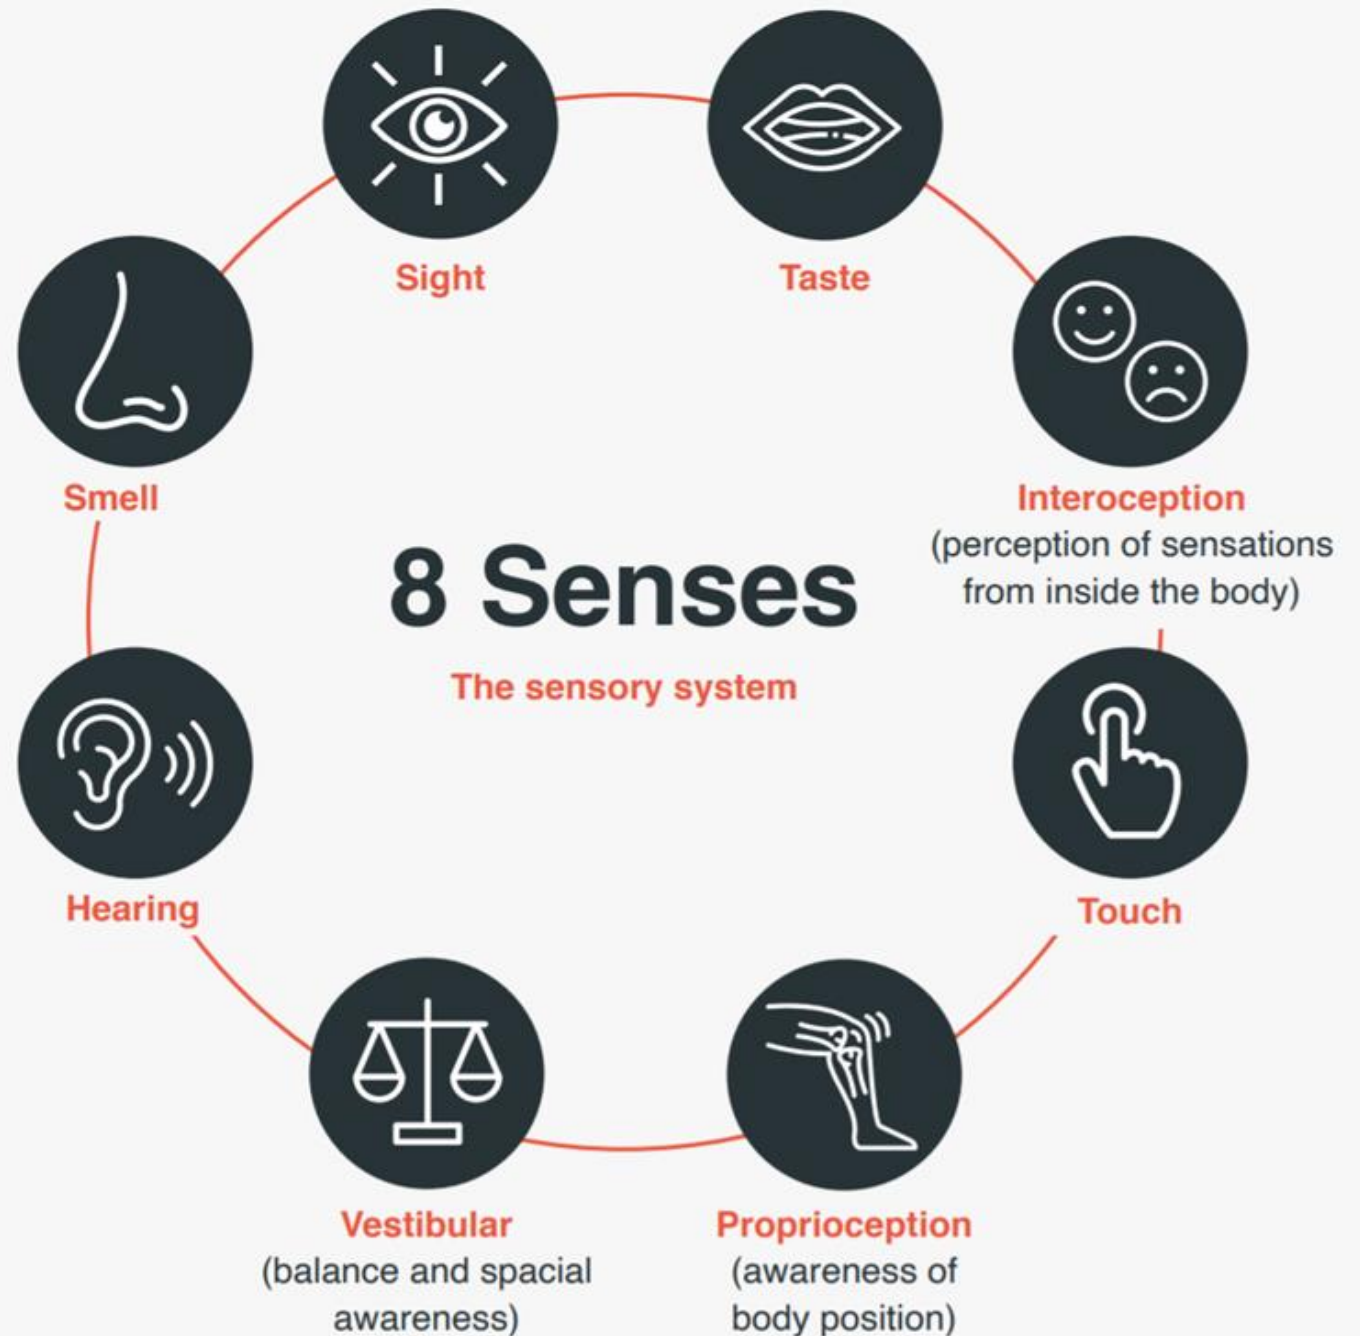 Sight
Taste
Smell
Interoception
(perception of sensations
from inside the body)
8 Senses
The sensory system
Hearing
Touch
Vestibular
(balance and spacial
awareness)
Proprioception
(awareness of
body position)